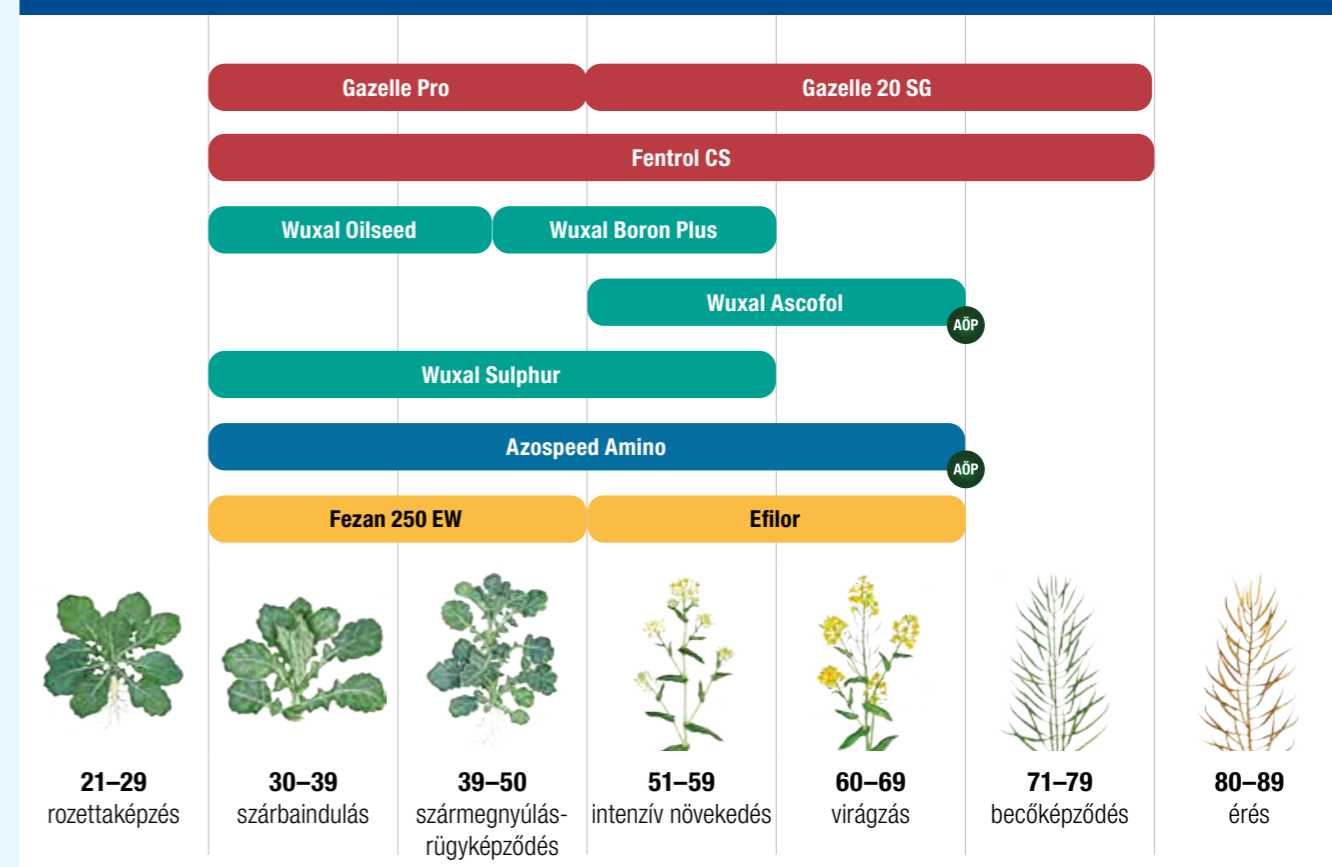 Gazelle Pro
Gazelle 20 SG
Fentrol CS
Wuxal Oilseed
Wuxal Boron Plus
Wuxal Ascofol
AÖP
Wuxal Sulphur
Azospeed Amino
AÖP
Fezan 250 EW
Efilor
21–29
rozettaképzés
30–39
szárbaindulás
39–50
szármegnyúlás-
rügyképződés
51–59
intenzív növekedés
60–69
virágzás
71–79
becőképződés
80–89
érés